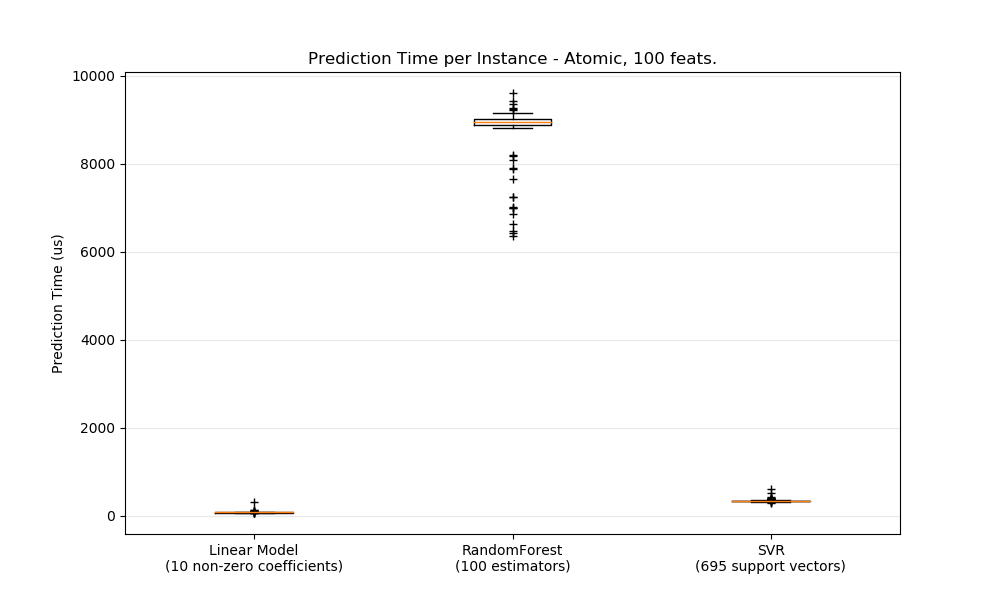 Prediction Time per Instance - Atomic, 100 feats.
10000
8000
6000
4000
2000
0
Prediction Time (us)
Linear Model
(10 non-zero coefficients)
RandomForest
(100 estimators)
SVR
(695 support vectors)